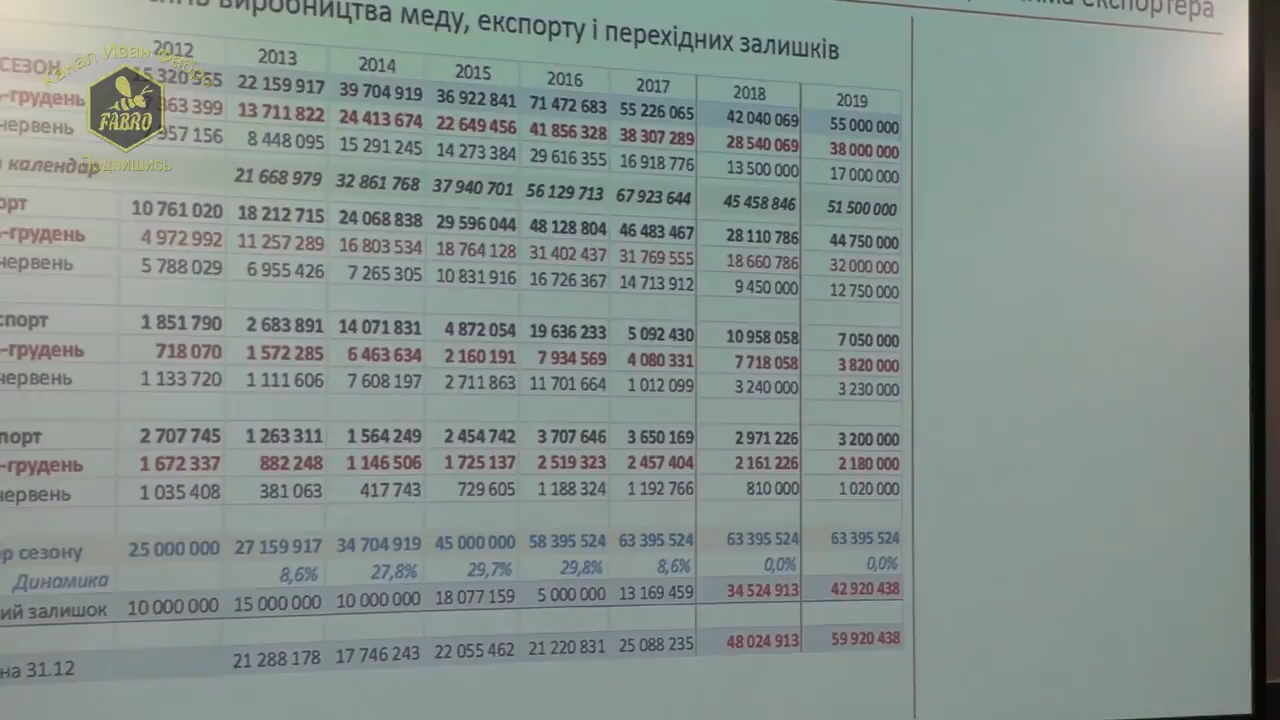 виробництва меду, експорту і перехідних залишків
експортера
2012 2013 2014 2015 2016 2017 2018 2019
СЕЗОН 22 159 917 39 704 919 36 922 841 71 472 683 55 226 065 42 040 069 55 000 000
-грудень 363 399 13 711 822 24 413 674 22 649 456 41 856 328 38 307 289 28 540 069 38 000 000
червень 957 156 8 448 095 15 291 245 14 273 384 29 616 355 16 918 776 13 500 000 17 000 000
календар 21 668 979 32 861 768 37 940 701 56 129 713 67 923 644 45 458 846 51 500 000
орт 10 761 020 18 212 715 24 068 838 29 596 044 48 128 804 46 483 467 28 110 786 44 750 000
-грудень 4 972 992 11 257 289 16 803 534 18 764 128 31 402 437 31 769 555 18 660 786 32 000 000
червень 5 788 029 6 955 426 7 265 305 10 831 916 16 726 367 14 713 912 9 450 000 12 750 000
спорт 1 851 790 2 683 891 14 071 831 4 872 054 19 636 233 5 092 430 10 958 058 7 050 000
-грудень 718 070 1 572 285 6 463 634 2 160 191 7 934 569 4 080 331 7 718 058 3 820 000
червень 1 133 720 1 111 606 7 608 197 2 711 863 11 701 664 1 012 099 3 240 000 3 230 000
порт 2 707 745 1 263 311 1 564 249 2 454 742 3 707 646 3 650 169 2 971 226 3 200 000
-грудень 1 672 337 882 248 1 146 506 1 725 137 2 519 323 2 457 404 2 161 226 2 180 000
червень 1 035 408 381 063 417 743 729 605 1 188 324 1 192 766 810 000 1 020 000
р сезону 25 000 000 27 159 917 34 704 919 45 000 000 58 395 524 63 395 524 63 395 524 63 395 524
Динамика 8,6% 27,8% 29,7% 29,8% 8,6% 0,0% 0,0%
ий залишок 10 000 000 15 000 000 10 000 000 18 077 159 5 000 000 13 169 459 34 524 913 42 920 438
на 31.12 21 288 178 17 746 243 22 055 462 21 220 831 25 088 235 48 024 913 59 920 438
Канал Иван Фабро
FABRO
Подпишись